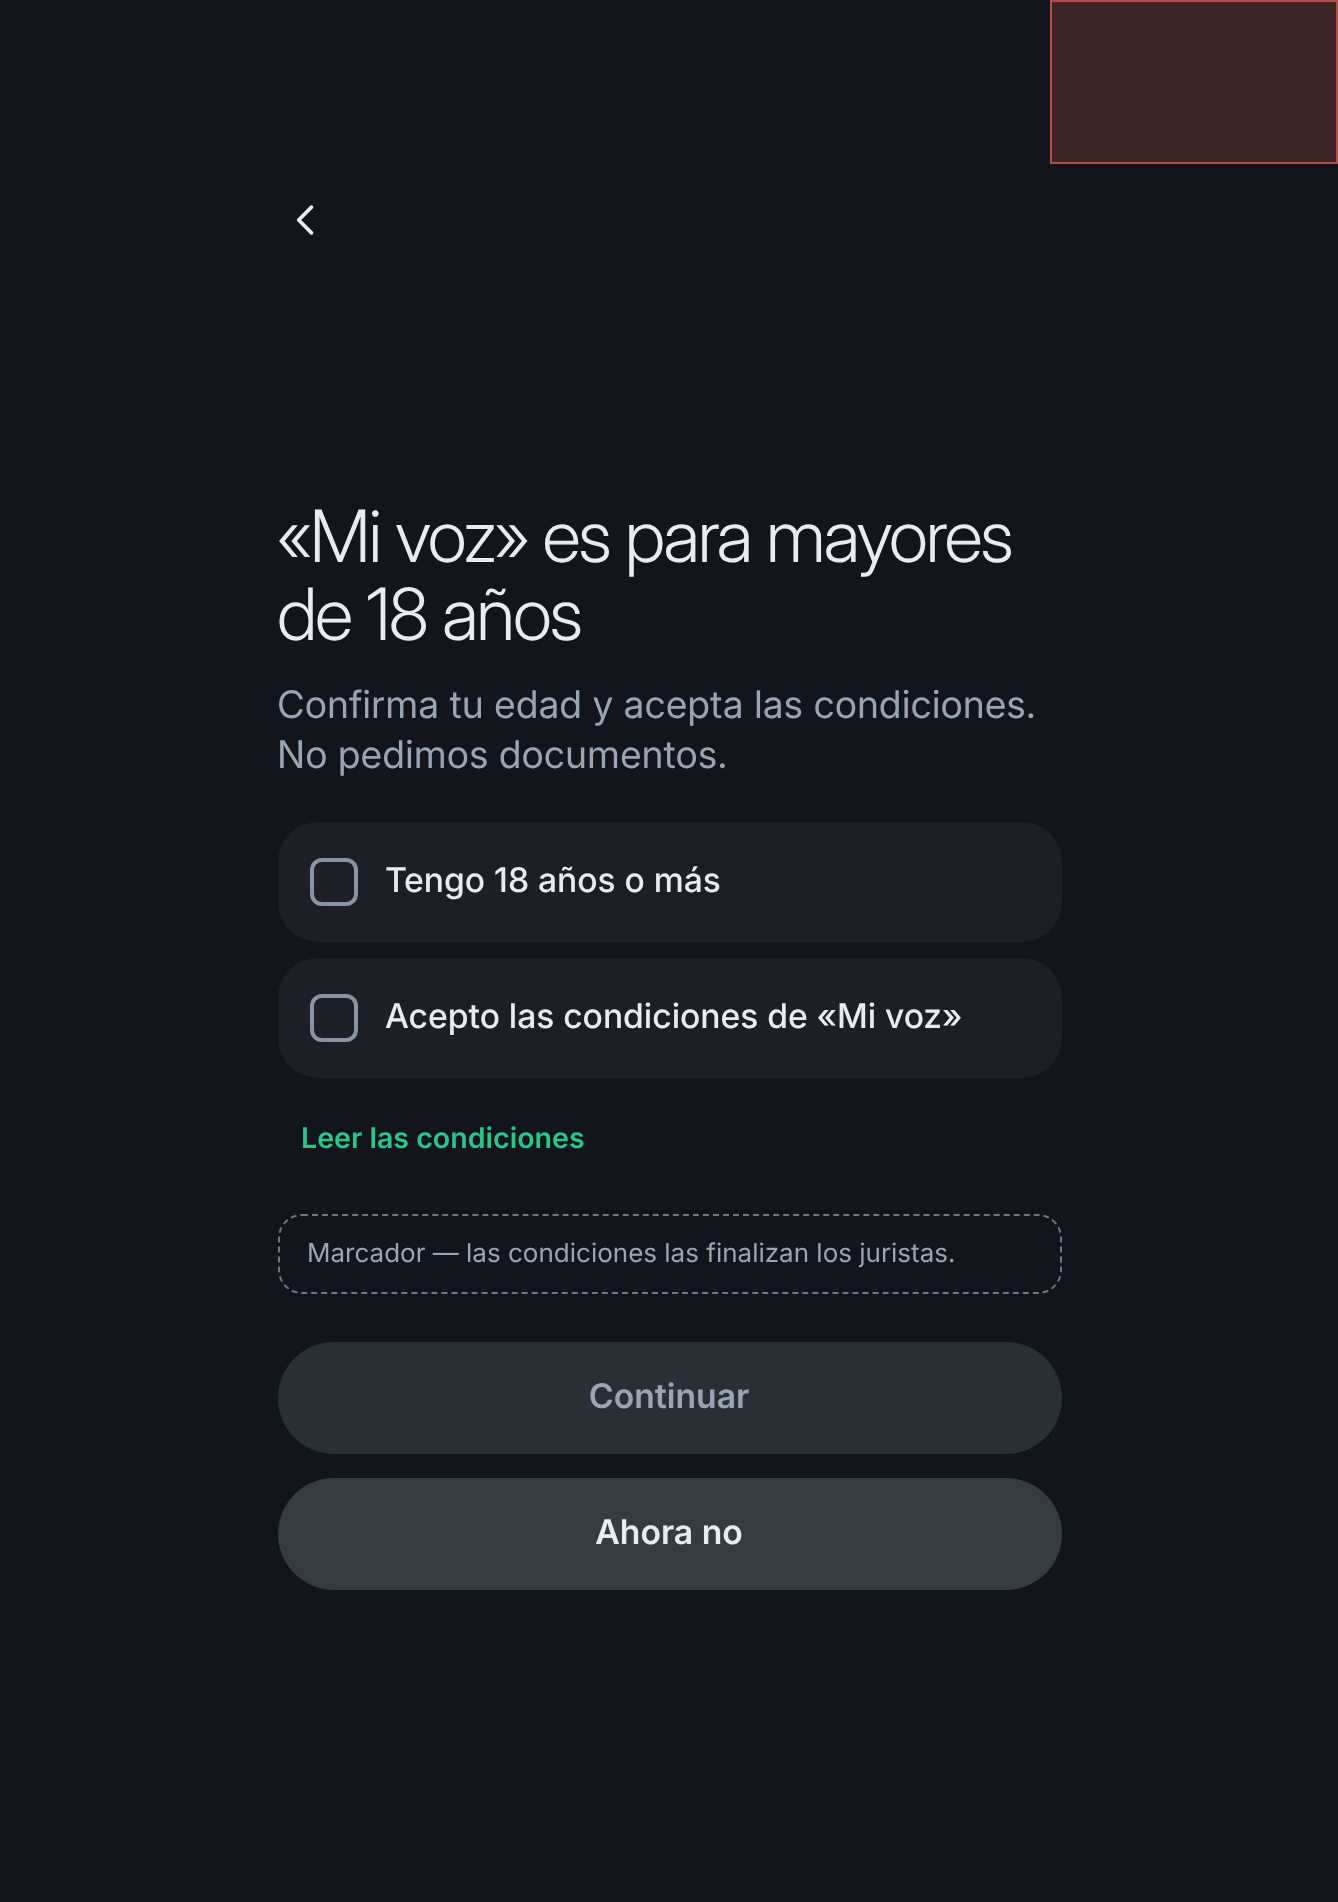 «Mi voz» es para mayores
de 18 años
Confirma tu edad y acepta las condiciones.
No pedimos documentos.
Tengo 18 años o más
Acepto las condiciones de «Mi voz»
Leer las condiciones
Marcador — las condiciones las finalizan los juristas.
Continuar
Ahora no